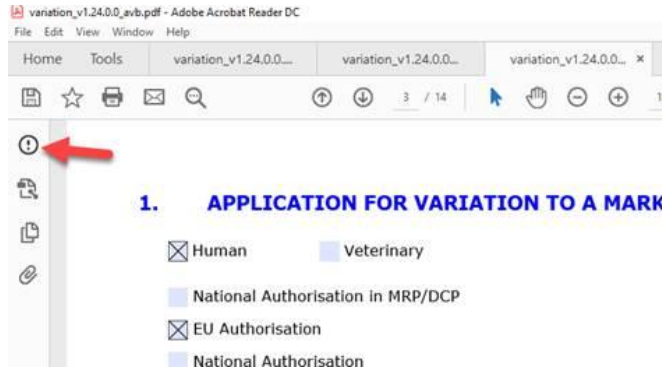 variation_v1.24.0.0_avb.pdf - Adobe Acrobat Reader DC
File Edit View Window Help
Home Tools variation_v1.24.0.0.... variation_v1.24.0.0... variation_v1.24.0.0... ×
3 / 14 1
1. APPLICATION FOR VARIATION TO A MARK
Human Veterinary
National Authorisation in MRP/DCP
EU Authorisation
National Authorisation